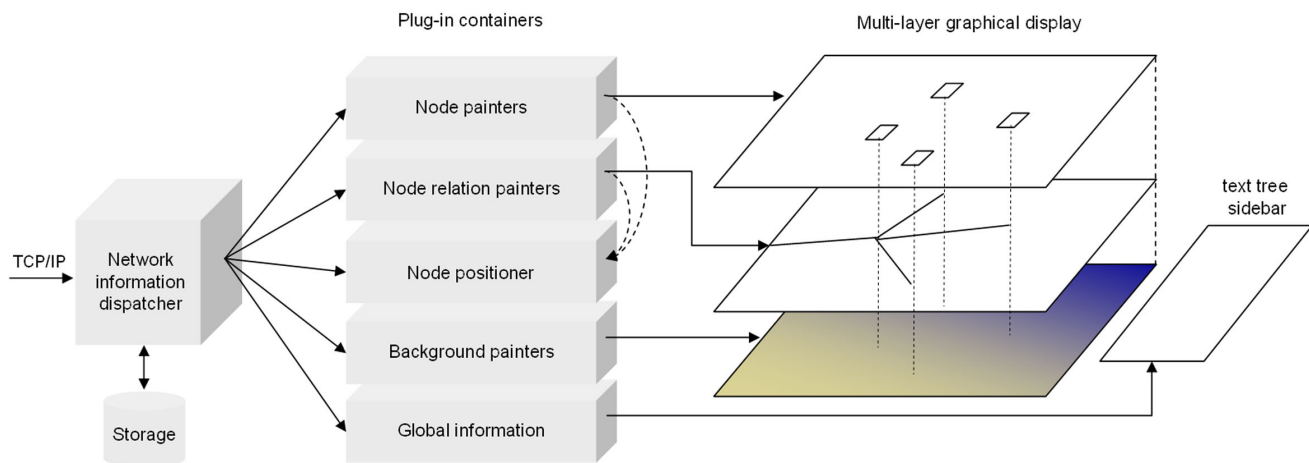 Plug-in containers
Multi-layer graphical display
Node painters
Node relation painters
text tree
sidebar
TCP/IP
Network
information
dispatcher
Node positioner
Background painters
Storage
Global information